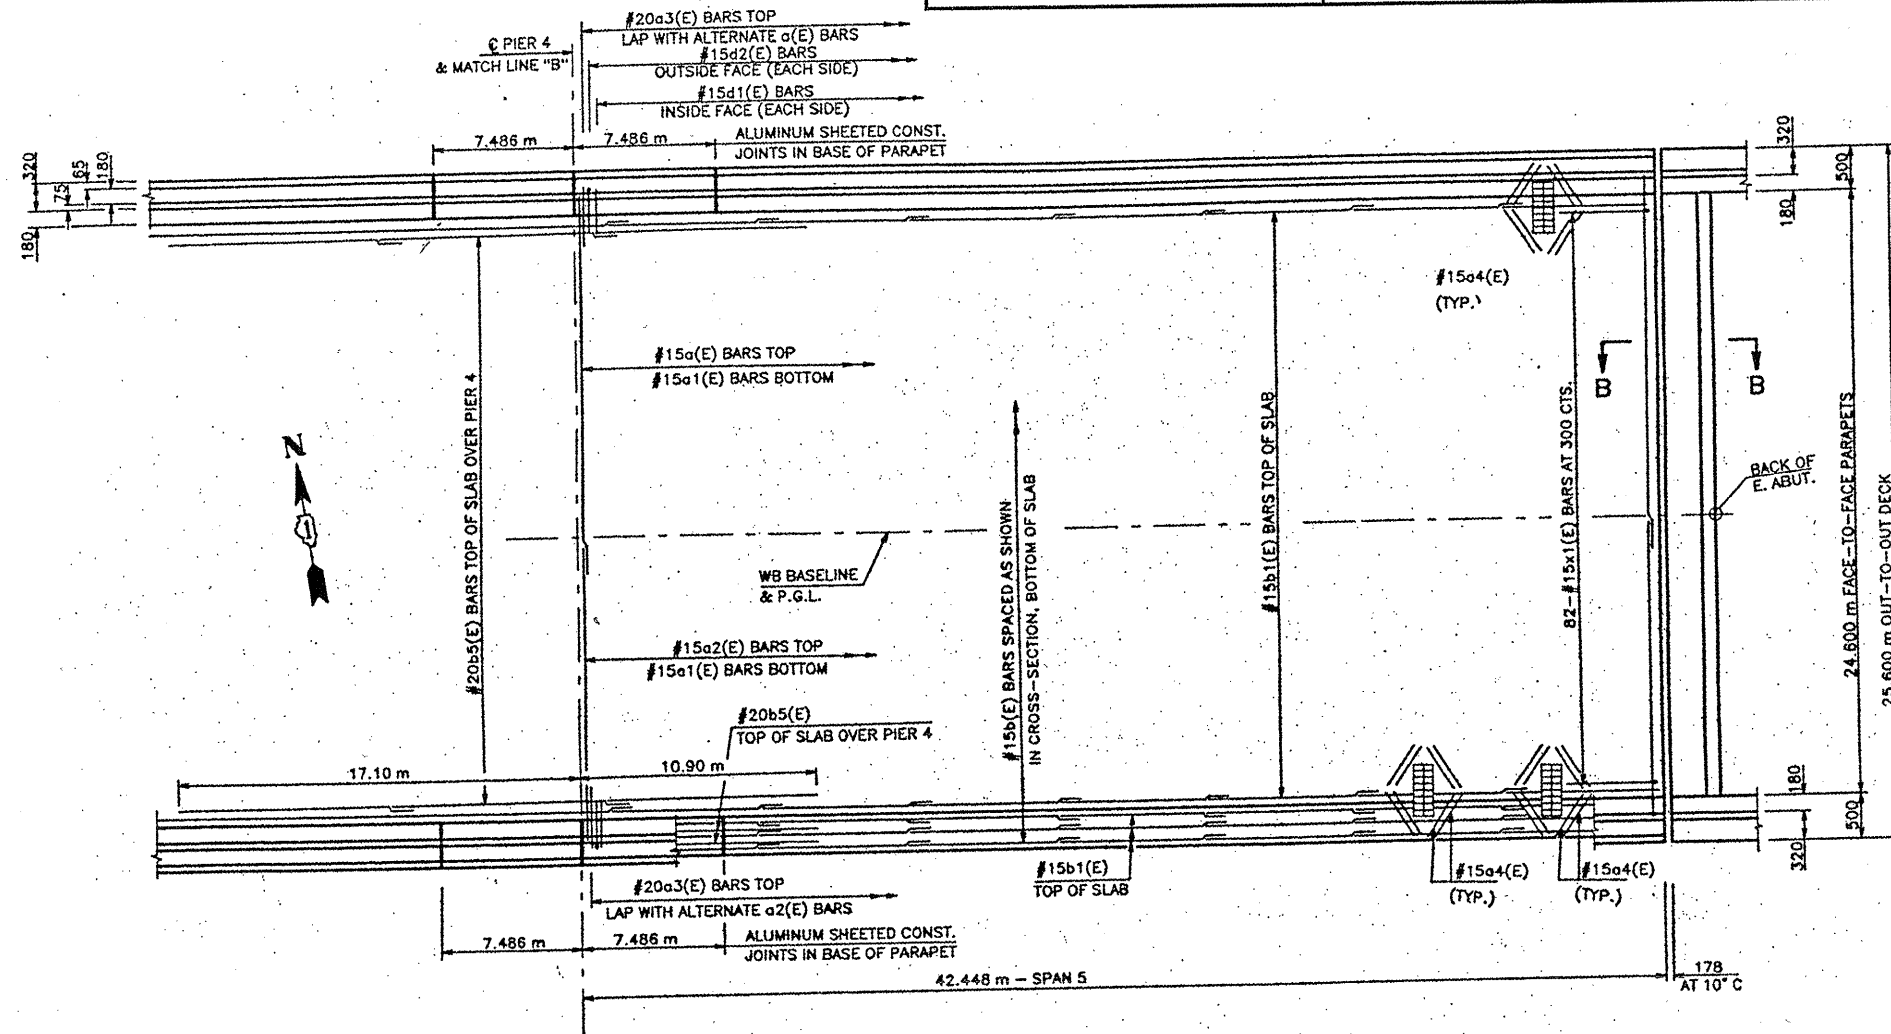 #20a3(E) BARS TOP
LAP WITH ALTERNATE a(E) BARS
℄ PIER 4
& MATCH LINE "B"
#15d2(E) BARS
OUTSIDE FACE (EACH SIDE)
#15d1(E) BARS
INSIDE FACE (EACH SIDE)
7.486 m
7.486 m
ALUMINUM SHEETED CONST.
JOINTS IN BASE OF PARAPET
320
75
65
180
180
320
500
180
#15a4(E)
(TYP.)
#15a(E) BARS TOP
#15a1(E) BARS BOTTOM
B
B
N
#20b5(E) BARS TOP OF SLAB OVER PIER 4
#15b(E) BARS SPACED AS SHOWN
IN CROSS-SECTION, BOTTOM OF SLAB
#15b1(E) BARS TOP OF SLAB
82-#15x1(E) BARS AT 300 CTS.
BACK OF
E. ABUT.
24.600 m FACE-TO-FACE PARAPETS
25.600 m OUT-TO-OUT DECK
WB BASELINE
& P.G.L.
#15a2(E) BARS TOP
#15a1(E) BARS BOTTOM
#20b5(E)
TOP OF SLAB OVER PIER 4
17.10 m
10.90 m
180
500
320
#20a3(E) BARS TOP
LAP WITH ALTERNATE a2(E) BARS
#15b1(E)
TOP OF SLAB
#15a4(E)
(TYP.)
#15a4(E)
(TYP.)
7.486 m
7.486 m
ALUMINUM SHEETED CONST.
JOINTS IN BASE OF PARAPET
42.448 m - SPAN 5
178
AT 10° C